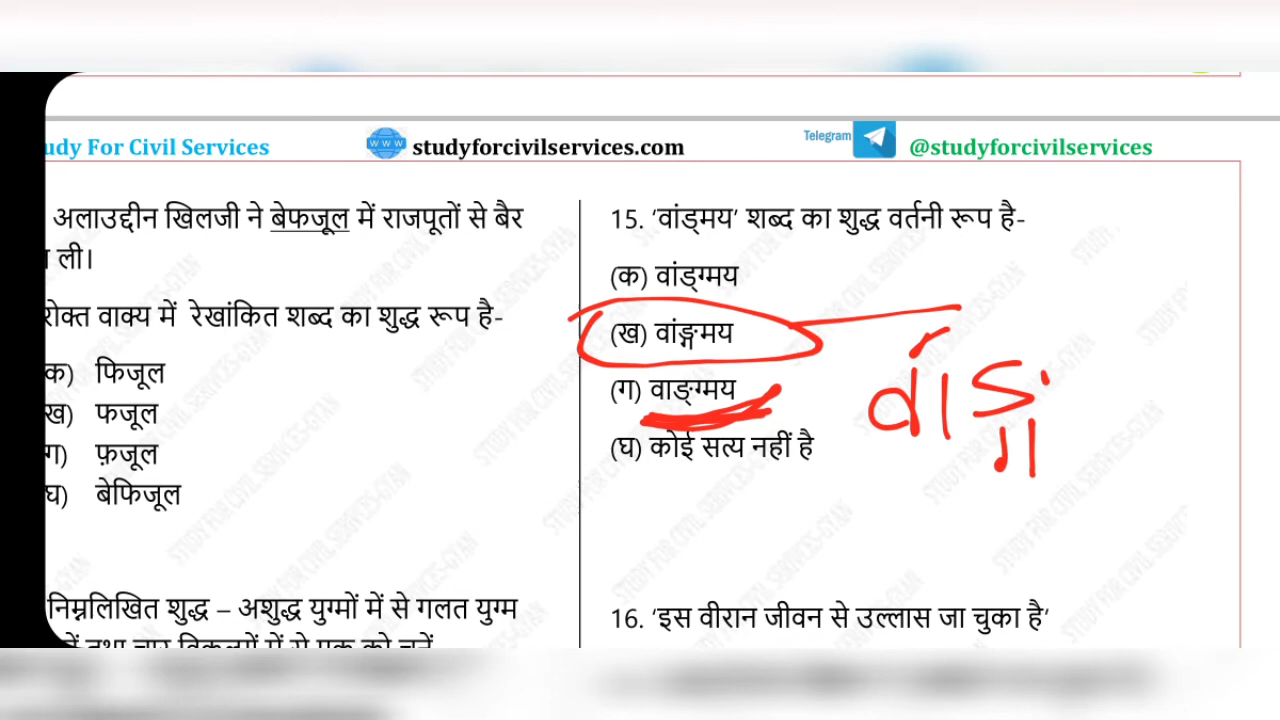 udy For Civil Services
studyforcivilservices.com
Telegram
@studyforcivilservices
अलाउद्दीन खिलजी ने बेफजूल में राजपूतों से बैर
ली।
रोक्त वाक्य में रेखांकित शब्द का शुद्ध रूप है-
क) फिजूल
ख) फजूल
ग) फ़जूल
घ) बेफिजूल
निम्नलिखित शुद्ध – अशुद्ध युग्मों में से गलत युग्म
15. ‘वांड्मय’ शब्द का शुद्ध वर्तनी रूप है-
(क) वांड्ग्मय
(ख) वांङ्गमय
(ग) वाङ्ग्मय
(घ) कोई सत्य नहीं है
16. ‘इस वीरान जीवन से उल्लास जा चुका है’